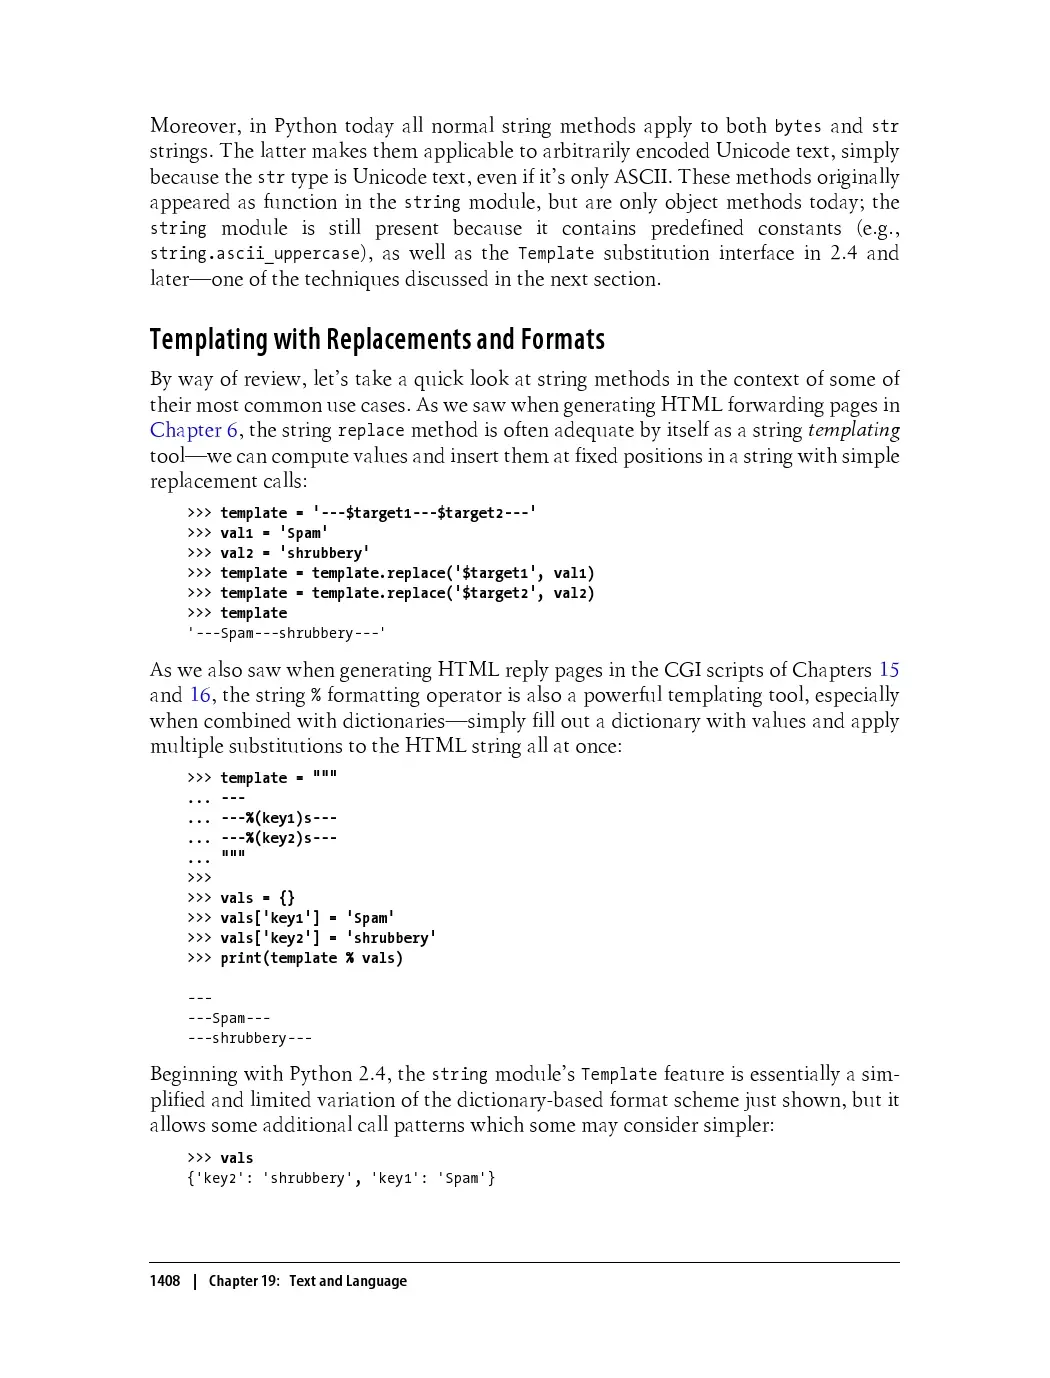 Moreover, in Python today all normal string methods apply to both bytes and str
strings. The latter makes them applicable to arbitrarily encoded Unicode text, simply
because the str type is Unicode text, even if it’s only ASCII. These methods originally
appeared as function in the string module, but are only object methods today; the
string module is still present because it contains predefined constants (e.g.,
string.ascii_uppercase), as well as the Template substitution interface in 2.4 and
later—one of the techniques discussed in the next section.
Templating with Replacements and Formats
By way of review, let’s take a quick look at string methods in the context of some of
their most common use cases. As we saw when generating HTML forwarding pages in
Chapter 6, the string replace method is often adequate by itself as a string templating
tool—we can compute values and insert them at fixed positions in a string with simple
replacement calls:
>>> template = '---$target1---$target2---'
>>> val1 = 'Spam'
>>> val2 = 'shrubbery'
>>> template = template.replace('$target1', val1)
>>> template = template.replace('$target2', val2)
>>> template
'---Spam---shrubbery---'
As we also saw when generating HTML reply pages in the CGI scripts of Chapters 15
and 16, the string % formatting operator is also a powerful templating tool, especially
when combined with dictionaries—simply fill out a dictionary with values and apply
multiple substitutions to the HTML string all at once:
>>> template = """
... ---
... ---%(key1)s---
... ---%(key2)s---
... """
>>>
>>> vals = {}
>>> vals['key1'] = 'Spam'
>>> vals['key2'] = 'shrubbery'
>>> print(template % vals)
---
---Spam---
---shrubbery---
Beginning with Python 2.4, the string module’s Template feature is essentially a sim-
plified and limited variation of the dictionary-based format scheme just shown, but it
allows some additional call patterns which some may consider simpler:
>>> vals
{'key2': 'shrubbery', 'key1': 'Spam'}
1408 | Chapter 19: Text and Language